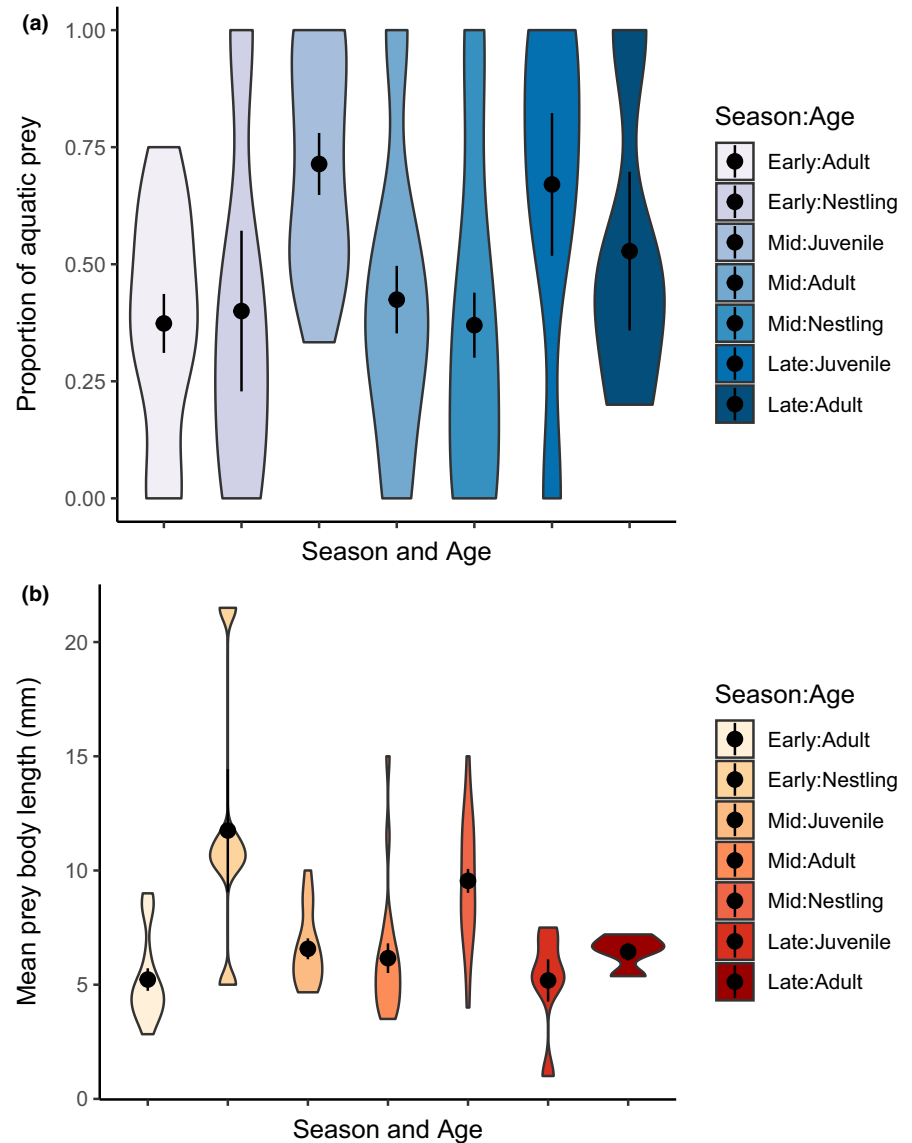 (a)
1.00
0.75
0.50
0.25
0.00
Proportion of aquatic prey
Season and Age
Season:Age
Early:Adult
Early:Nestling
Mid:Juvenile
Mid:Adult
Mid:Nestling
Late:Juvenile
Late:Adult
(b)
20
15
10
5
0
Mean prey body length (mm)
Season and Age
Season:Age
Early:Adult
Early:Nestling
Mid:Juvenile
Mid:Adult
Mid:Nestling
Late:Juvenile
Late:Adult